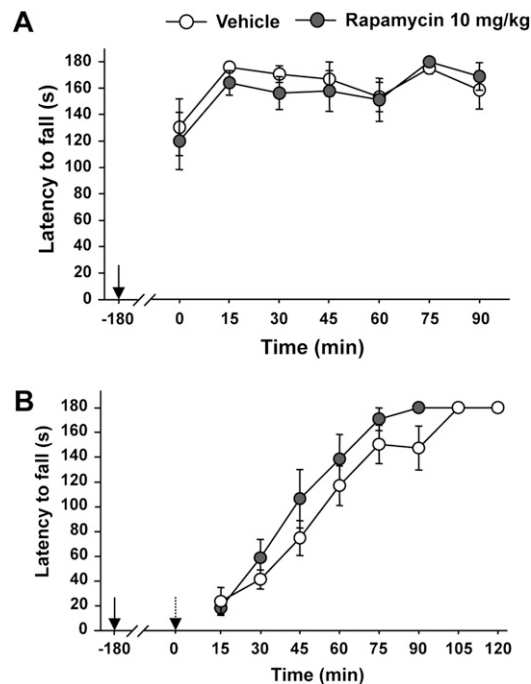 A
Vehicle Rapamycin 10 mg/kg
Latency to fall (s)
180
160
140
120
100
80
60
40
20
0
-180 0 15 30 45 60 75 90
Time (min)
B
Latency to fall (s)
180
160
140
120
100
80
60
40
20
0
-180 0 15 30 45 60 75 90 105 120
Time (min)